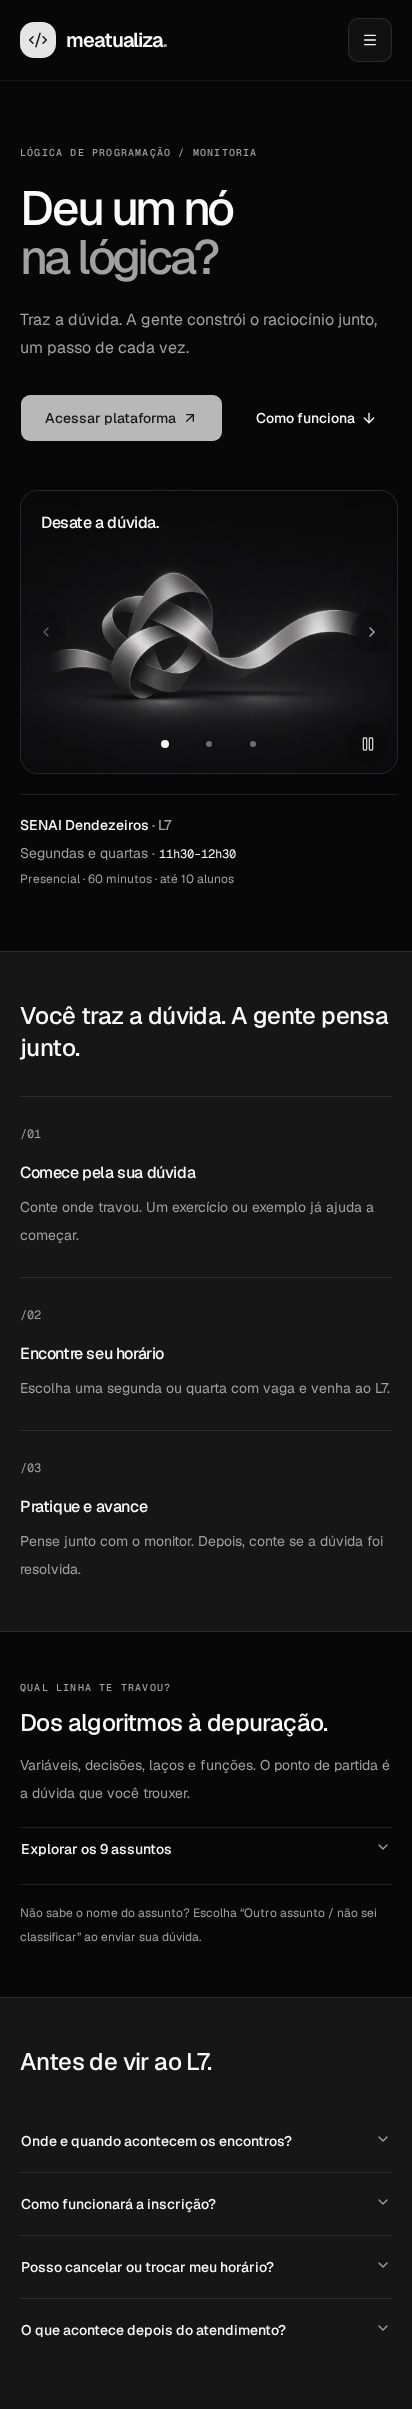 meatualiza.
LÓGICA DE PROGRAMAÇÃO / MONITORIA
Deu um nó
na lógica?
Traz a dúvida. A gente constrói o raciocínio junto,
um passo de cada vez.
Acessar plataforma
Como funciona
Desate a dúvida.
SENAI Dendezeiros · L7
Segundas e quartas · 11h30–12h30
Presencial · 60 minutos · até 10 alunos
Você traz a dúvida. A gente pensa
junto.
/01
Comece pela sua dúvida
Conte onde travou. Um exercício ou exemplo já ajuda a
começar.
/02
Encontre seu horário
Escolha uma segunda ou quarta com vaga e venha ao L7.
/03
Pratique e avance
Pense junto com o monitor. Depois, conte se a dúvida foi
resolvida.
QUAL LINHA TE TRAVOU?
Dos algoritmos à depuração.
Variáveis, decisões, laços e funções. O ponto de partida é
a dúvida que você trouxer.
Explorar os 9 assuntos
Não sabe o nome do assunto? Escolha “Outro assunto / não sei
classificar” ao enviar sua dúvida.
Antes de vir ao L7.
Onde e quando acontecem os encontros?
Como funcionará a inscrição?
Posso cancelar ou trocar meu horário?
O que acontece depois do atendimento?